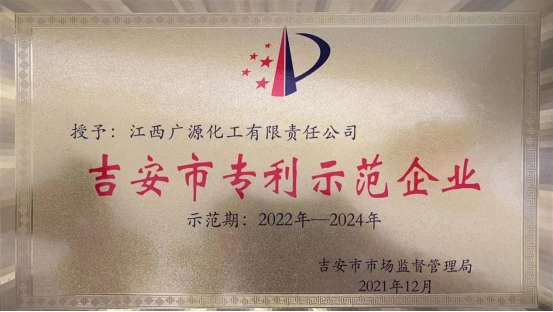 授予：江西广源化工有限责任公司
吉安市专利示范企业
示范期：2022年—2024年
吉安市市场监督管理局
2021年12月